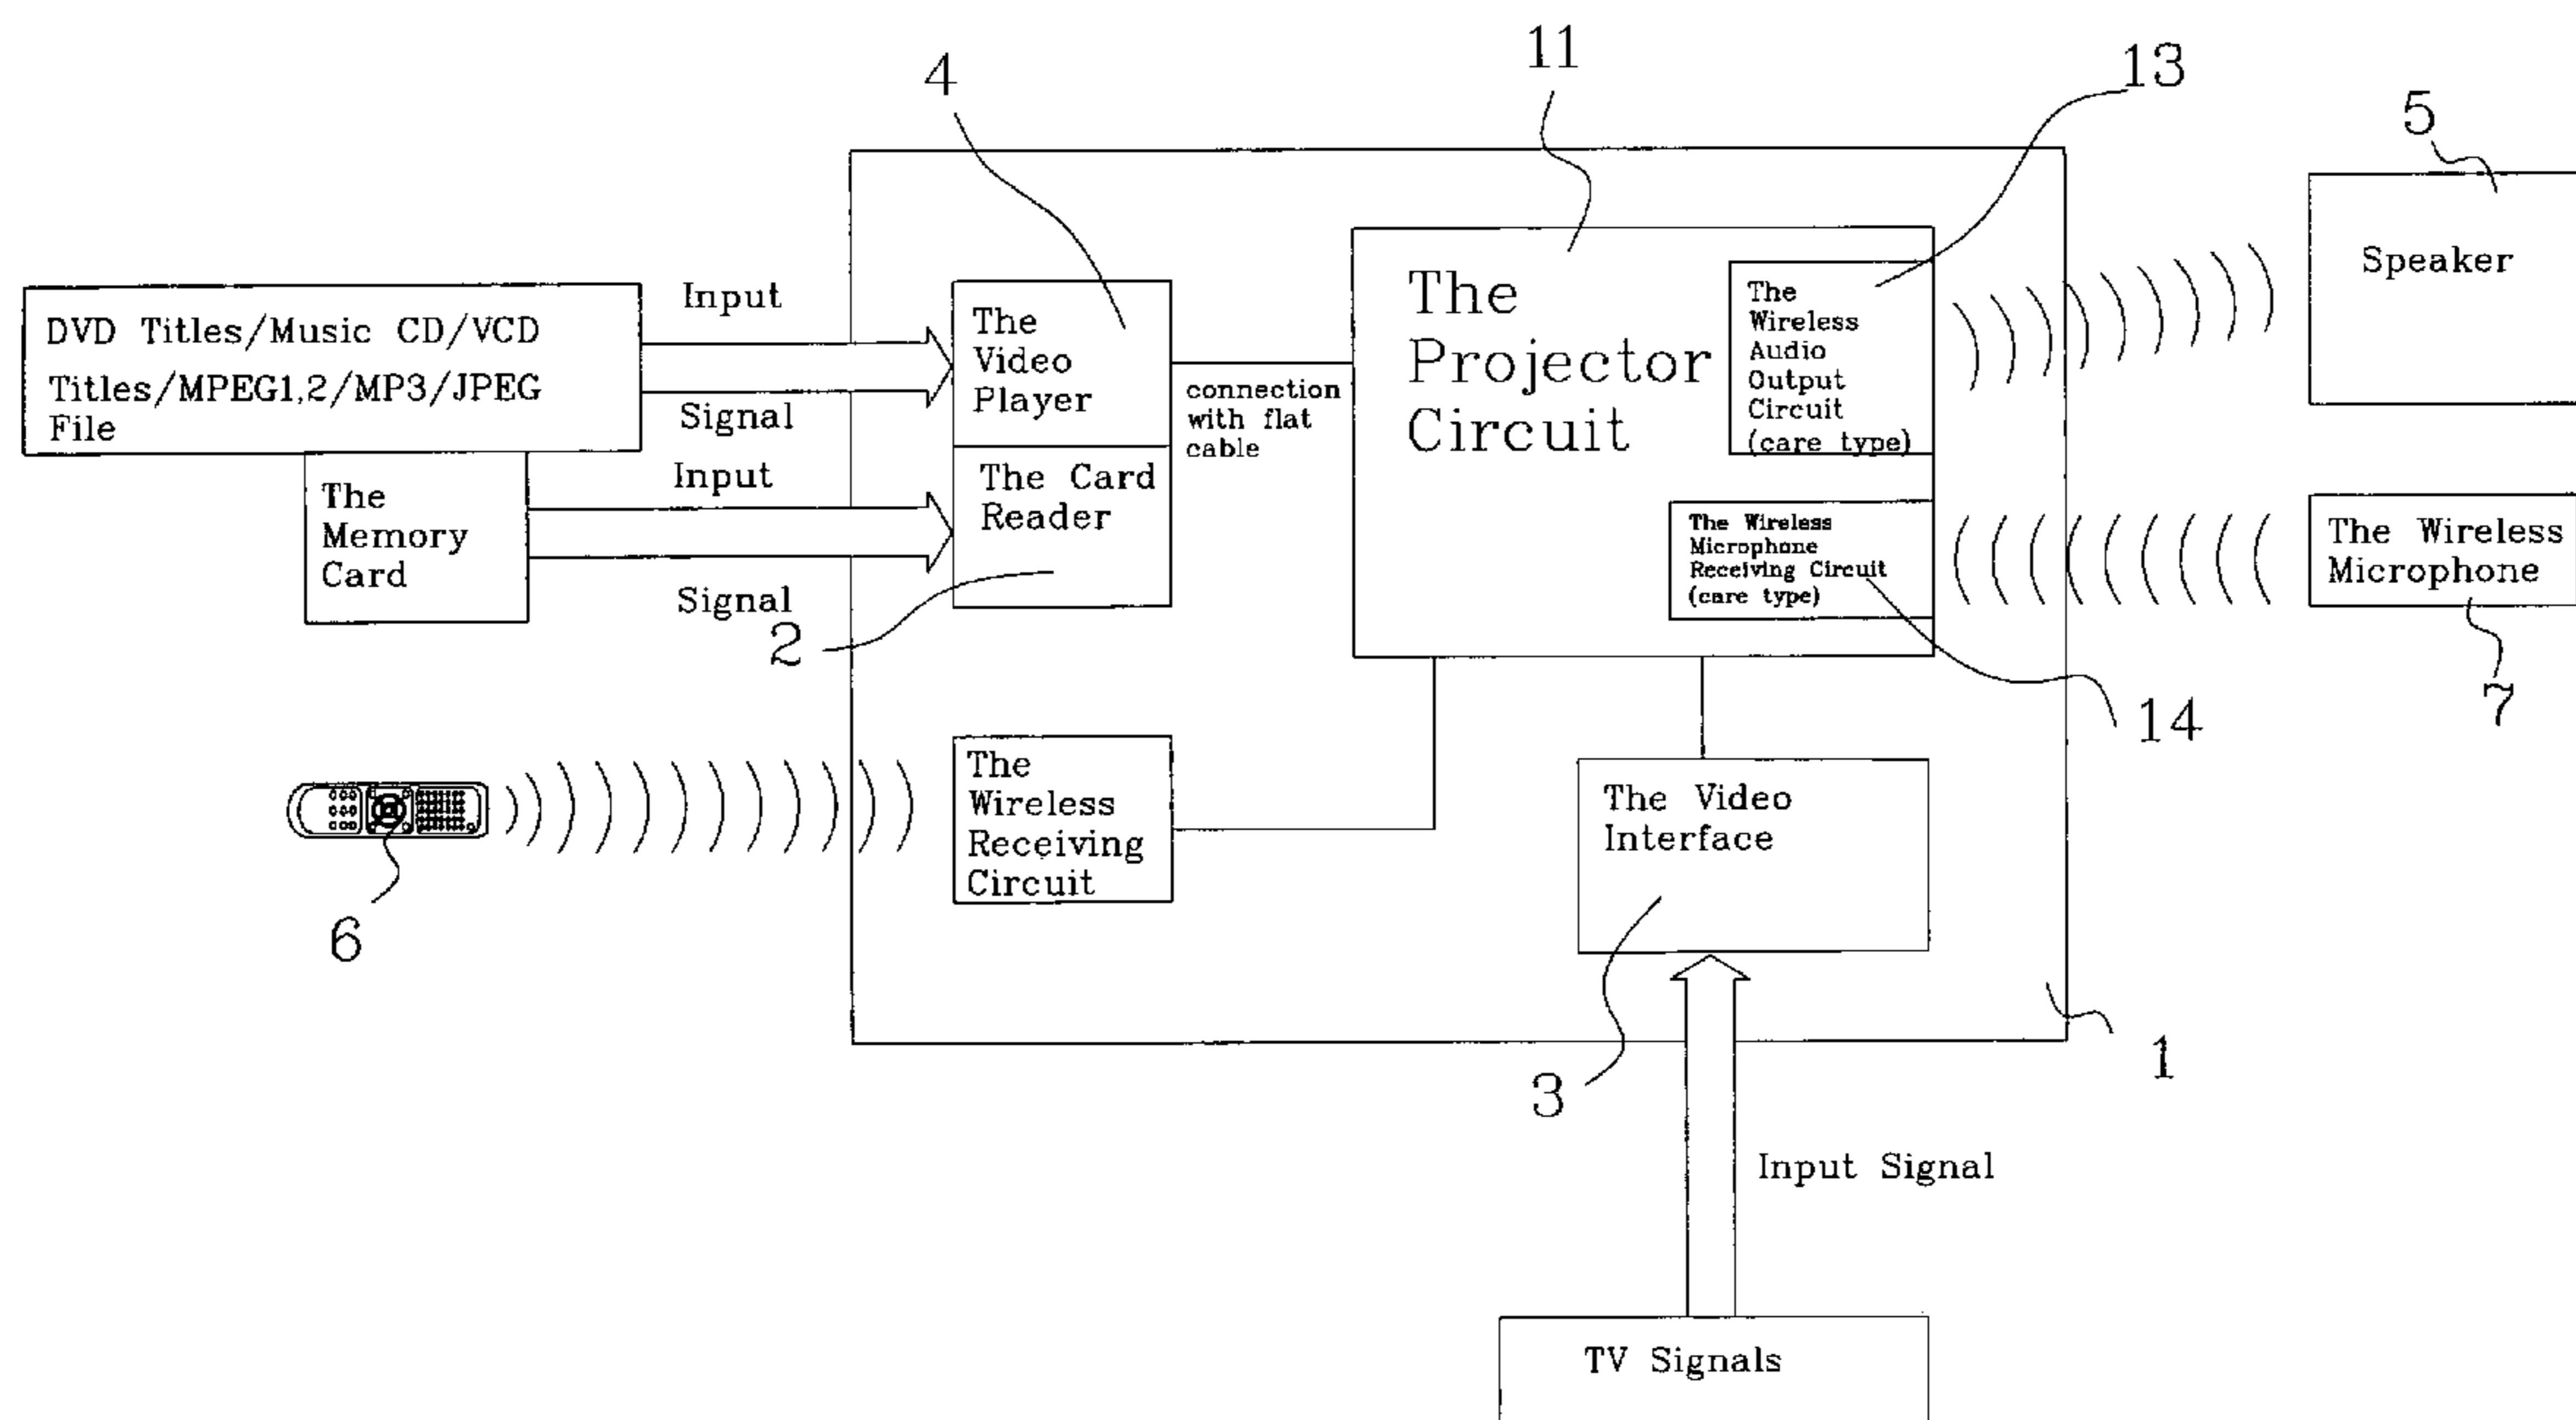 4
11
13
5
DVD Titles/Music CD/VCD
Titles/MPEG1,2/MP3/JPEG
File
Input
Signal
The
Memory
Card
Input
Signal
2
The
Video
Player
The Card
Reader
connection
with flat
cable
The
Projector
Circuit
The
Wireless
Audio
Output
Circuit
(care type)
The Wireless
Microphone
Receiving Circuit
(care type)
Speaker
The Wireless
Microphone
7
14
6
The
Wireless
Receiving
Circuit
The Video
Interface
3
1
Input Signal
TV Signals